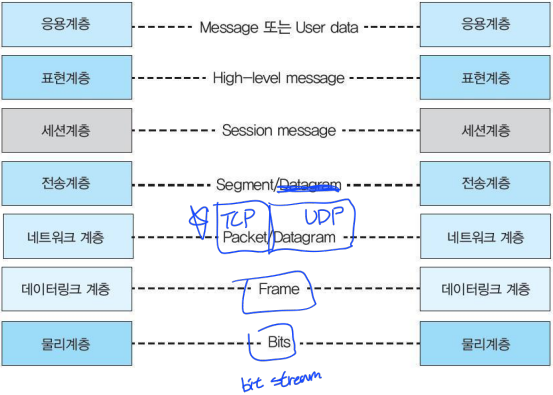 응용계층 Message 또는 User data 응용계층
표현계층 High-level message 표현계층
세션계층 Session message 세션계층
전송계층 Segment/Datagram 전송계층
TCP UDP
네트워크 계층 Packet/Datagram 네트워크 계층
데이터링크 계층 Frame 데이터링크 계층
물리계층 Bits 물리계층
bit stream